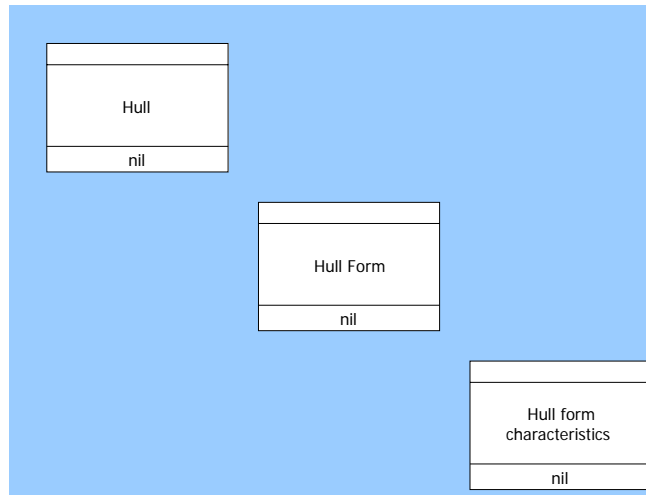 Hull
nil
Hull Form
nil
Hull form
characteristics
nil